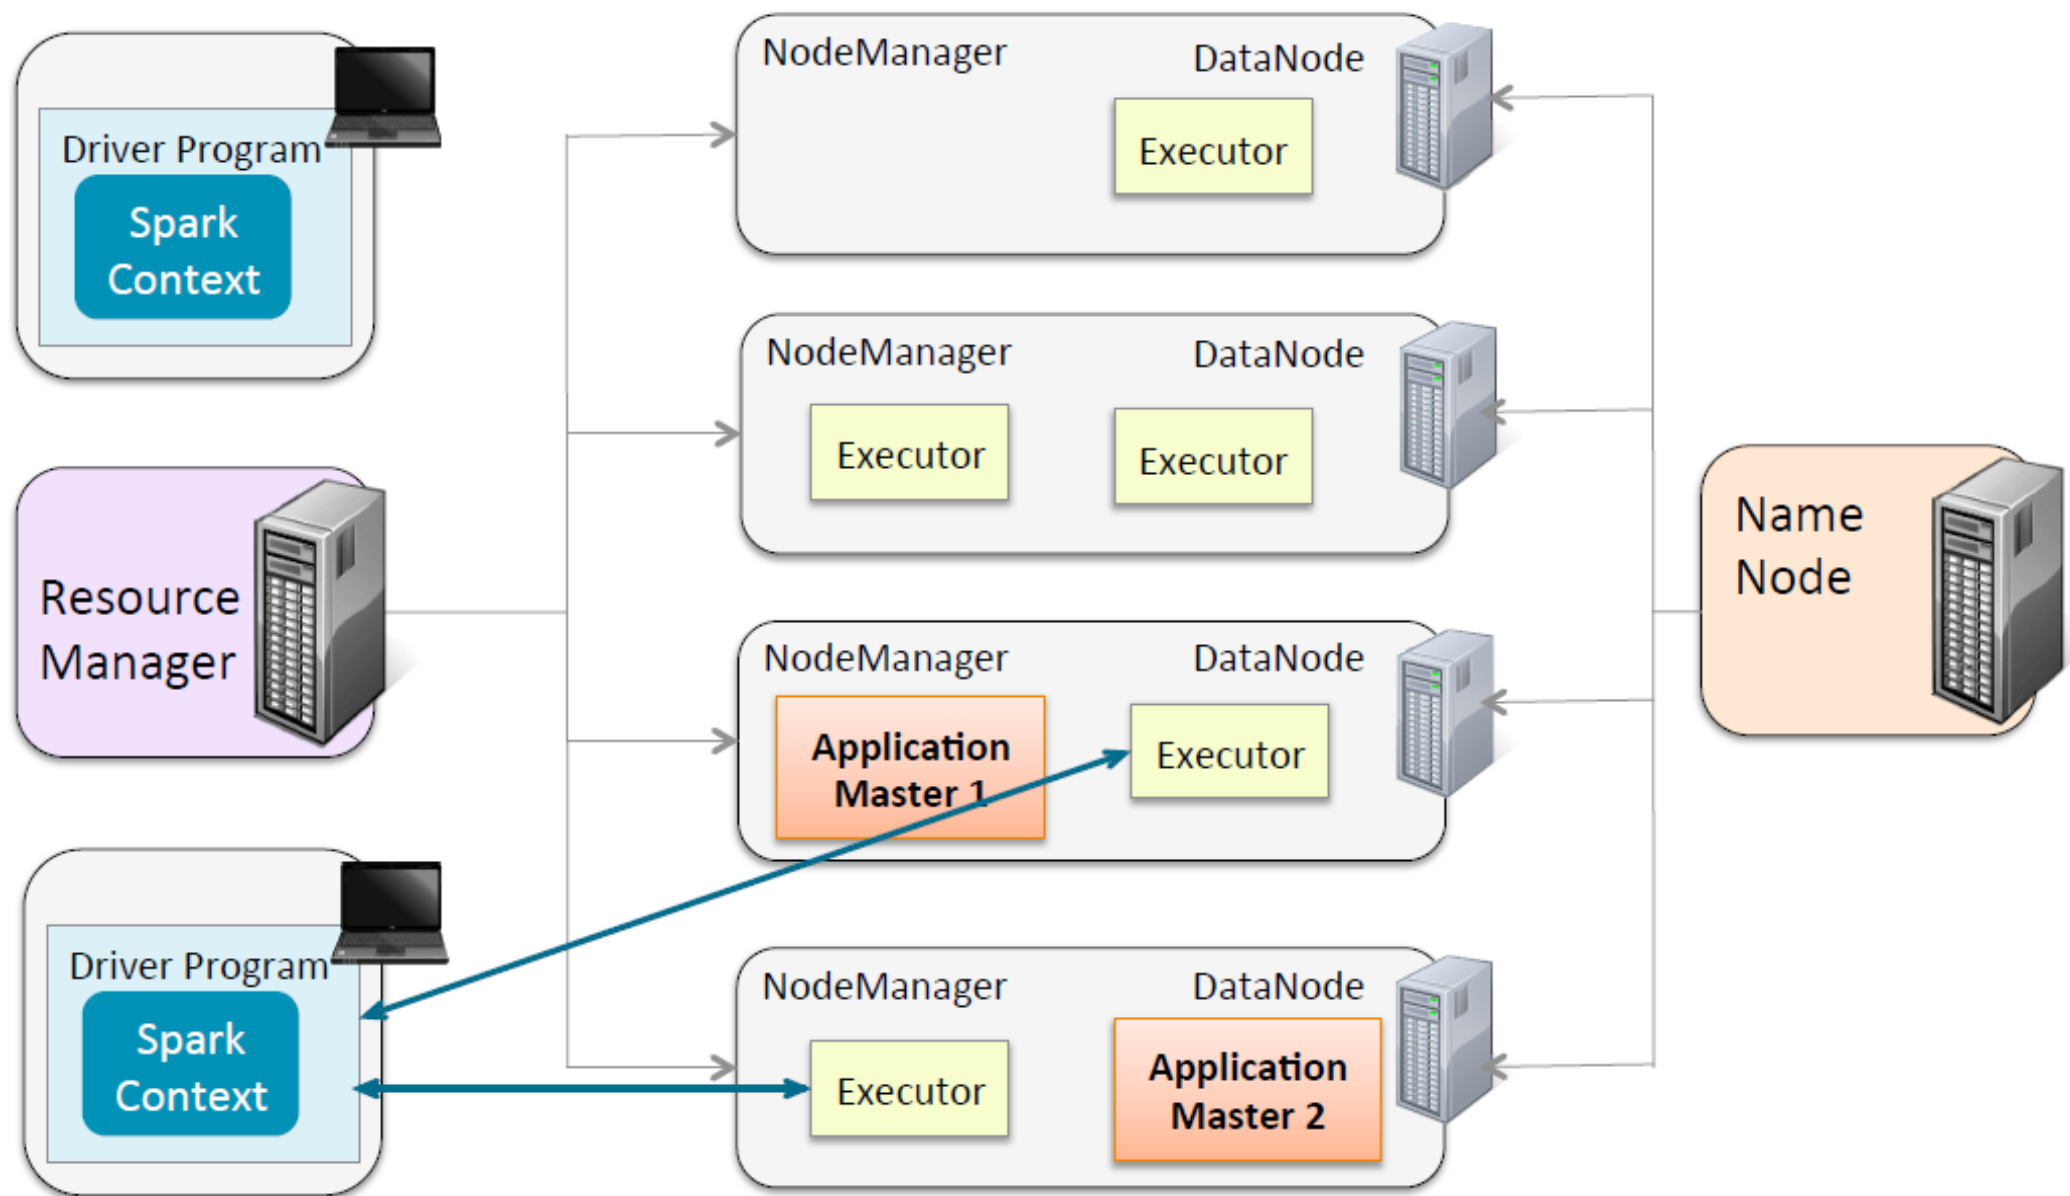 Driver Program
Spark
Context
Resource
Manager
Driver Program
Spark
Context
NodeManager
DataNode
Executor
NodeManager
DataNode
Executor
Executor
NodeManager
DataNode
Application
Master 1
Executor
NodeManager
DataNode
Executor
Application
Master 2
Name
Node